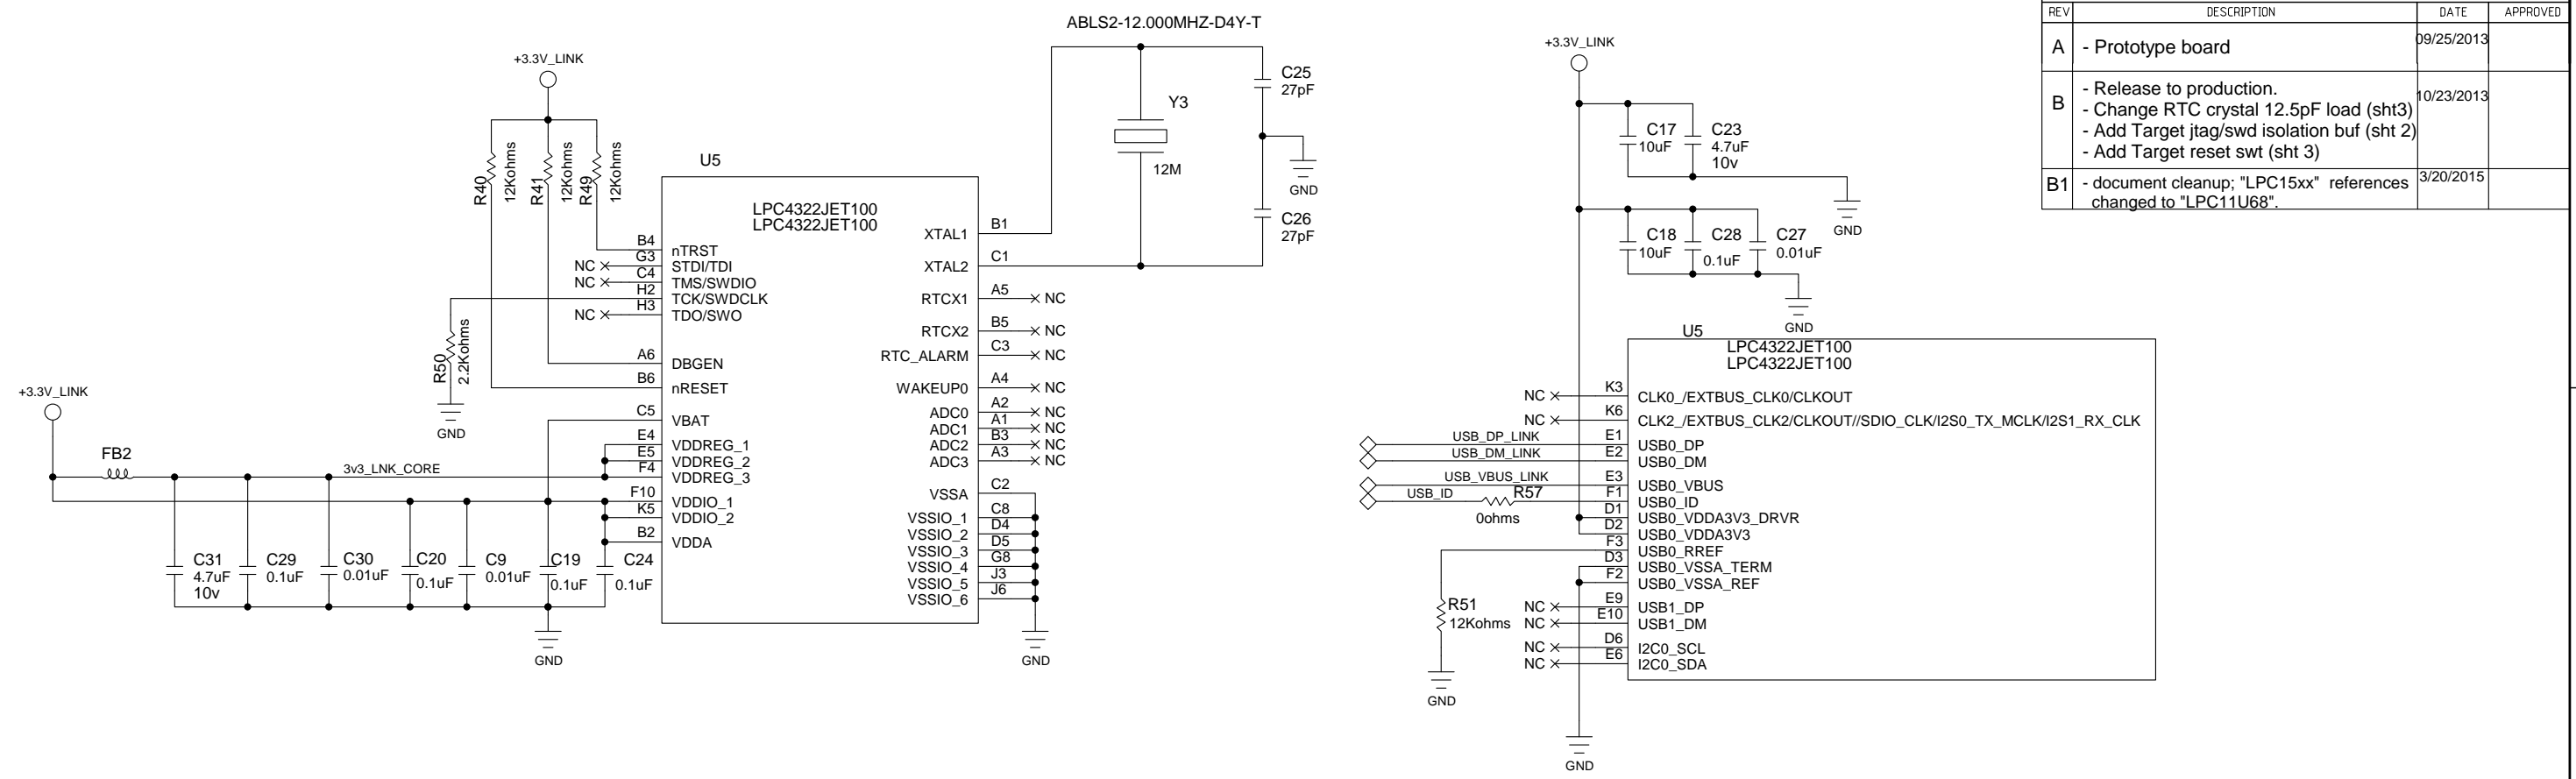 ABLS2-12.000MHZ-D4Y-T
+3.3V_LINK
R40
12Kohms
R41
12Kohms
R49
12Kohms
U5
LPC4322JET100
LPC4322JET100
B4
nTRST
NC
G3
STDI/TDI
NC
C4
TMS/SWDIO
H2
TCK/SWDCLK
NC
H3
TDO/SWO
R50
2.2Kohms
GND
A6
DBGEN
B6
nRESET
C5
VBAT
E4
VDDREG_1
E5
VDDREG_2
F4
VDDREG_3
F10
VDDIO_1
K5
VDDIO_2
B2
VDDA
XTAL1
B1
XTAL2
C1
RTCX1
A5
NC
RTCX2
B5
NC
RTC_ALARM
C3
NC
WAKEUP0
A4
NC
ADC0
A2
NC
ADC1
A1
NC
ADC2
B3
NC
ADC3
A3
NC
VSSA
C2
VSSIO_1
C8
VSSIO_2
D4
VSSIO_3
D5
VSSIO_4
G8
VSSIO_5
J3
VSSIO_6
J6
GND
Y3
12M
C25
27pF
GND
C26
27pF
+3.3V_LINK
FB2
3v3_LNK_CORE
C31
4.7uF
10v
C29
0.1uF
C30
0.01uF
C20
0.1uF
C9
0.01uF
C19
0.1uF
C24
0.1uF
GND
+3.3V_LINK
C17
10uF
C23
4.7uF
10v
GND
C18
10uF
C28
0.1uF
C27
0.01uF
GND
U5
LPC4322JET100
LPC4322JET100
NC
K3
CLK0_/EXTBUS_CLK0/CLKOUT
NC
K6
CLK2_/EXTBUS_CLK2/CLKOUT//SDIO_CLK/I2S0_TX_MCLK/I2S1_RX_CLK
USB_DP_LINK
E1
USB0_DP
USB_DM_LINK
E2
USB0_DM
USB_VBUS_LINK
E3
USB0_VBUS
USB_ID
R57
0ohms
F1
USB0_ID
D1
USB0_VDDA3V3_DRVR
D2
USB0_VDDA3V3
F3
USB0_RREF
D3
USB0_VSSA_TERM
F2
USB0_VSSA_REF
R51
12Kohms
GND
NC
E9
USB1_DP
NC
E10
USB1_DM
NC
D6
I2C0_SCL
NC
E6
I2C0_SDA
GND
REV DESCRIPTION DATE APPROVED
A - Prototype board 09/25/2013
B - Release to production. 10/23/2013
- Change RTC crystal 12.5pF load (sht3)
- Add Target jtag/swd isolation buf (sht 2)
- Add Target reset swt (sht 3)
B1 - document cleanup; "LPC15xx" references 3/20/2015
changed to "LPC11U68".